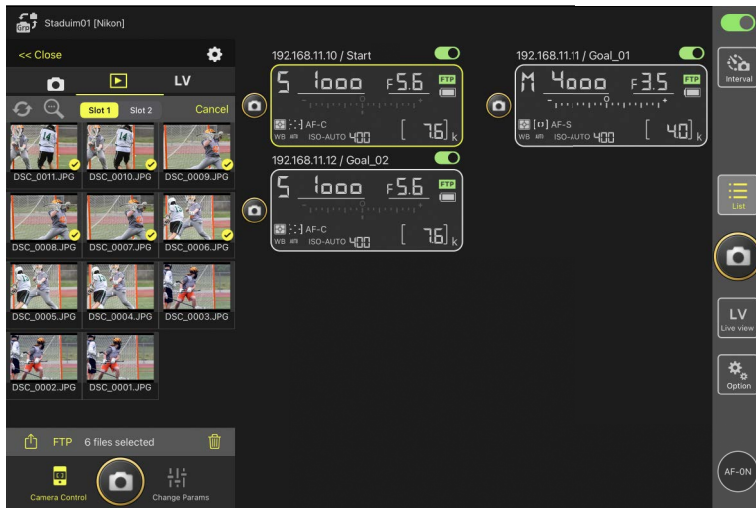 Grp
Staduim01 [Nikon]
<< Close
LV
Slot 1
Slot 2
Cancel
DSC_0011.JPG
DSC_0010.JPG
DSC_0009.JPG
DSC_0008.JPG
DSC_0007.JPG
DSC_0006.JPG
DSC_0005.JPG
DSC_0004.JPG
DSC_0003.JPG
DSC_0002.JPG
DSC_0001.JPG
FTP
6 files selected
Camera Control
Change Params
192.168.11.10 / Start
S 1000 F5.6 FTP
AF-C
WB ISO-AUTO 400 [ 7.6] k
192.168.11.11 / Goal_01
M 4000 F3.5 FTP
AF-S
WB ISO-AUTO 400 [ 4.0] k
192.168.11.12 / Goal_02
S 1000 F5.6 FTP
AF-C
WB ISO-AUTO 400 [ 7.6] k
Interval
List
LV
Live view
Option
AF-ON